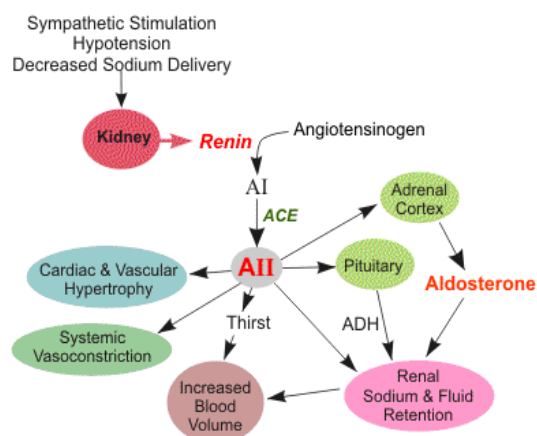 Sympathetic Stimulation
Hypotension
Decreased Sodium Delivery
Kidney
Renin
Angiotensinogen
AI
ACE
Adrenal
Cortex
AII
Cardiac & Vascular
Hypertrophy
Pituitary
Aldosterone
Systemic
Vasoconstriction
Thirst
ADH
Increased
Blood
Volume
Renal
Sodium & Fluid
Retention